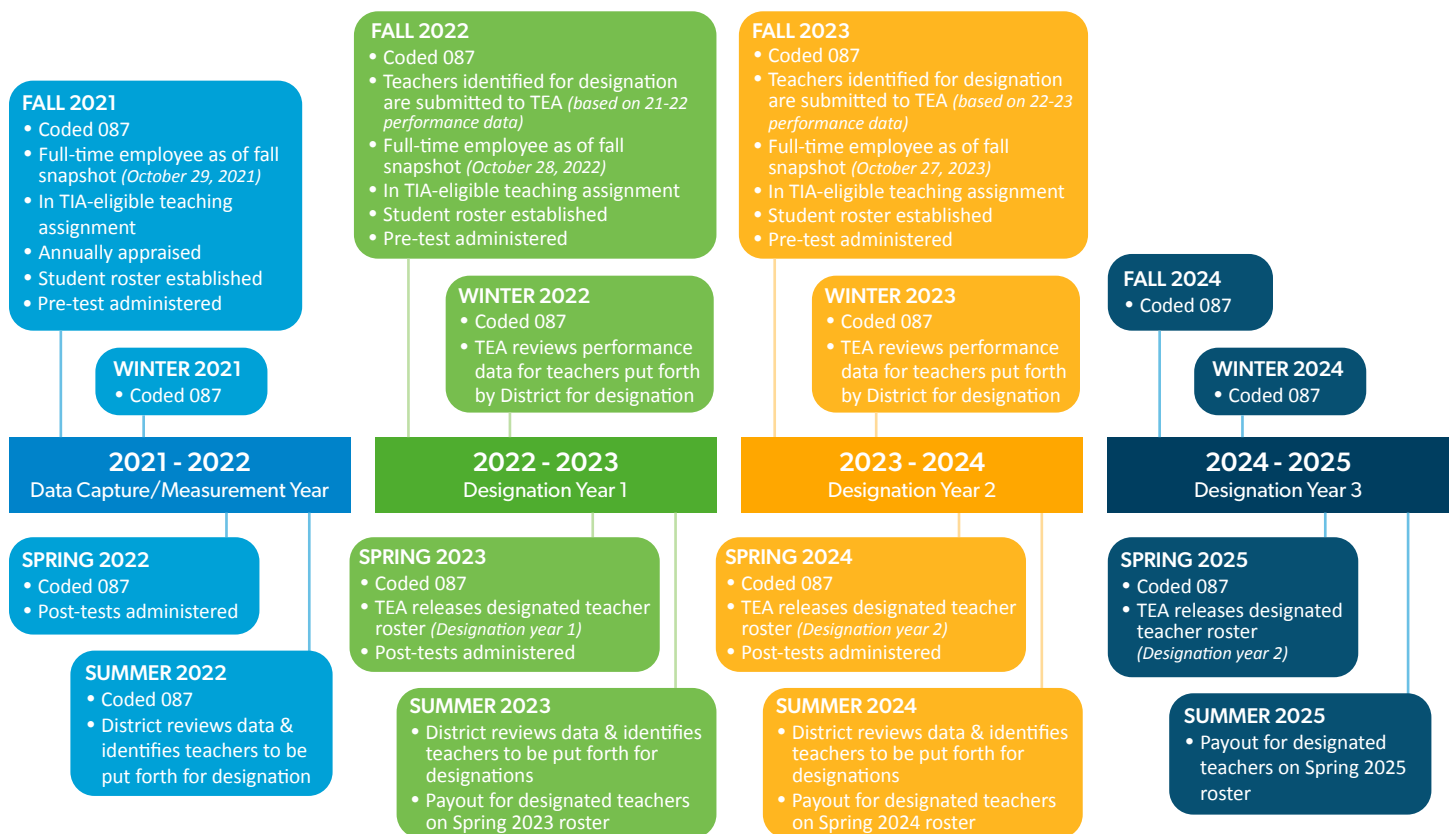 FALL 2021
• Coded 087
• Full-time employee as of fall
snapshot (October 29, 2021)
• In TIA-eligible teaching
assignment
• Annually appraised
• Student roster established
• Pre-test administered
WINTER 2021
• Coded 087
2021 - 2022
Data Capture/Measurement Year
SPRING 2022
• Coded 087
• Post-tests administered
SUMMER 2022
• Coded 087
• District reviews data &
identifies teachers to be
put forth for designation
FALL 2022
• Coded 087
• Teachers identified for designation
are submitted to TEA (based on 21-22
performance data)
• Full-time employee as of fall
snapshot (October 28, 2022)
• In TIA-eligible teaching assignment
• Student roster established
• Pre-test administered
WINTER 2022
• Coded 087
• TEA reviews performance
data for teachers put forth
by District for designation
2022 - 2023
Designation Year 1
SPRING 2023
• Coded 087
• TEA releases designated teacher
roster (Designation year 1)
• Post-tests administered
SUMMER 2023
• District reviews data & identifies
teachers to be put forth for
designations
• Payout for designated teachers
on Spring 2023 roster
FALL 2023
• Coded 087
• Teachers identified for designation
are submitted to TEA (based on 22-23
performance data)
• Full-time employee as of fall
snapshot (October 27, 2023)
• In TIA-eligible teaching assignment
• Student roster established
• Pre-test administered
WINTER 2023
• Coded 087
• TEA reviews performance
data for teachers put forth
by District for designation
2023 - 2024
Designation Year 2
SPRING 2024
• Coded 087
• TEA releases designated teacher
roster (Designation year 2)
• Post-tests administered
SUMMER 2024
• District reviews data & identifies
teachers to be put forth for
designations
• Payout for designated teachers
on Spring 2024 roster
FALL 2024
• Coded 087
WINTER 2024
• Coded 087
2024 - 2025
Designation Year 3
SPRING 2025
• Coded 087
• TEA releases designated
teacher roster
(Designation year 2)
SUMMER 2025
• Payout for designated
teachers on Spring 2025
roster